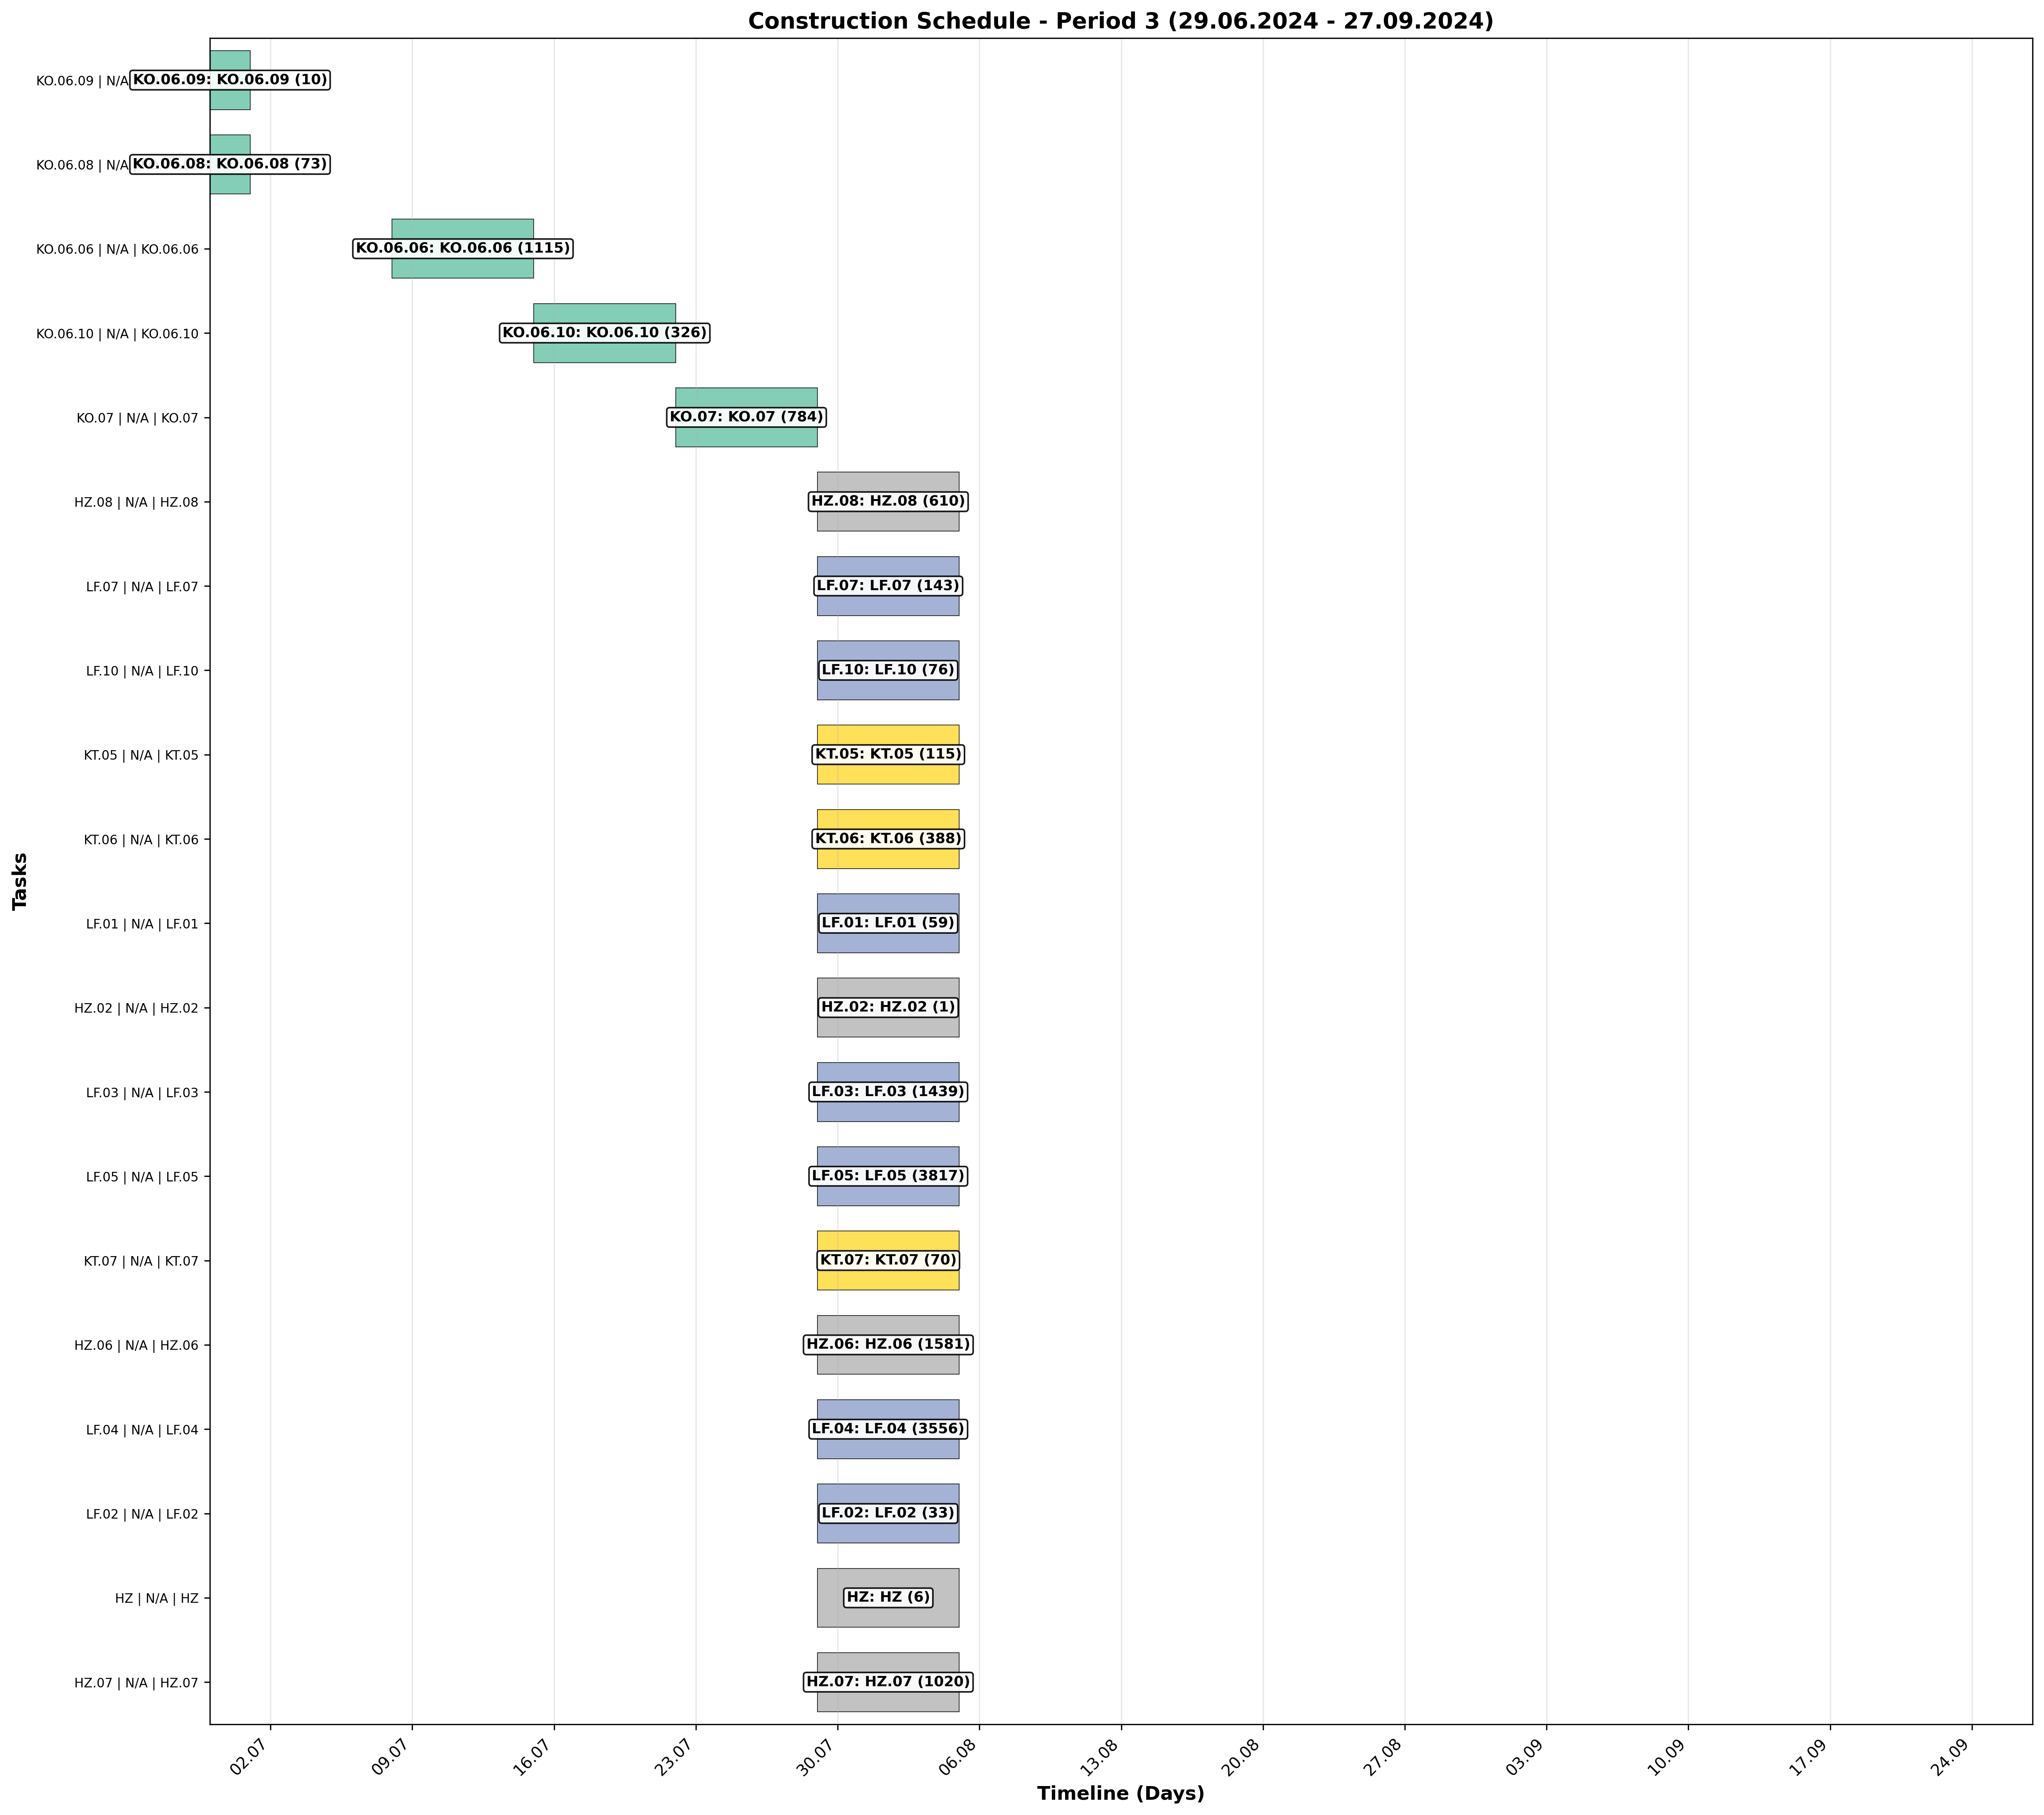 Construction Schedule - Period 3 (29.06.2024 - 27.09.2024)
KO.06.09 | N/A KO.06.09: KO.06.09 (10)
KO.06.08 | N/A KO.06.08: KO.06.08 (73)
KO.06.06 | N/A | KO.06.06 KO.06.06: KO.06.06 (1115)
KO.06.10 | N/A | KO.06.10 KO.06.10: KO.06.10 (326)
KO.07 | N/A | KO.07 KO.07: KO.07 (784)
HZ.08 | N/A | HZ.08 HZ.08: HZ.08 (610)
LF.07 | N/A | LF.07 LF.07: LF.07 (143)
LF.10 | N/A | LF.10 LF.10: LF.10 (76)
KT.05 | N/A | KT.05 KT.05: KT.05 (115)
KT.06 | N/A | KT.06 KT.06: KT.06 (388)
LF.01 | N/A | LF.01 LF.01: LF.01 (59)
HZ.02 | N/A | HZ.02 HZ.02: HZ.02 (1)
LF.03 | N/A | LF.03 LF.03: LF.03 (1439)
LF.05 | N/A | LF.05 LF.05: LF.05 (3817)
KT.07 | N/A | KT.07 KT.07: KT.07 (70)
HZ.06 | N/A | HZ.06 HZ.06: HZ.06 (1581)
LF.04 | N/A | LF.04 LF.04: LF.04 (3556)
LF.02 | N/A | LF.02 LF.02: LF.02 (33)
HZ | N/A | HZ HZ: HZ (6)
HZ.07 | N/A | HZ.07 HZ.07: HZ.07 (1020)
Tasks
02.07 09.07 16.07 23.07 30.07 06.08 13.08 20.08 27.08 03.09 10.09 17.09 24.09
Timeline (Days)